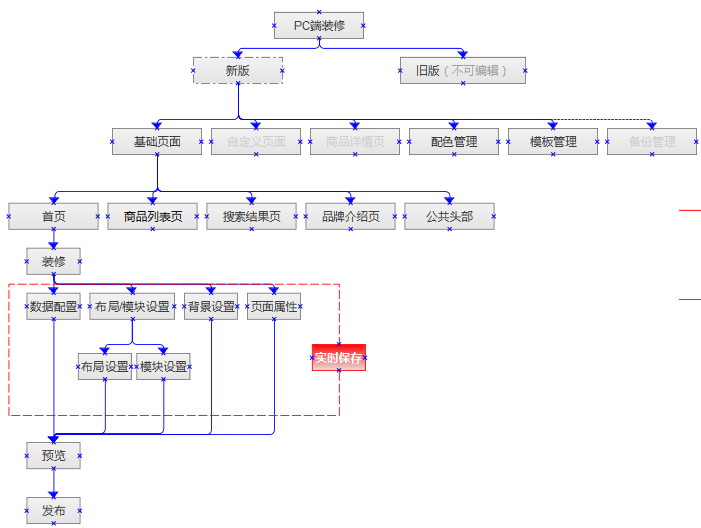 PC端装修
新版
旧版（不可编辑）
基础页面
自定义页面
商品详情页
配色管理
模板管理
备份管理
首页
商品列表页
搜索结果页
品牌介绍页
公共头部
装修
数据配置
布局/模块设置
背景设置
页面属性
实时保存
布局设置
模块设置
预览
发布